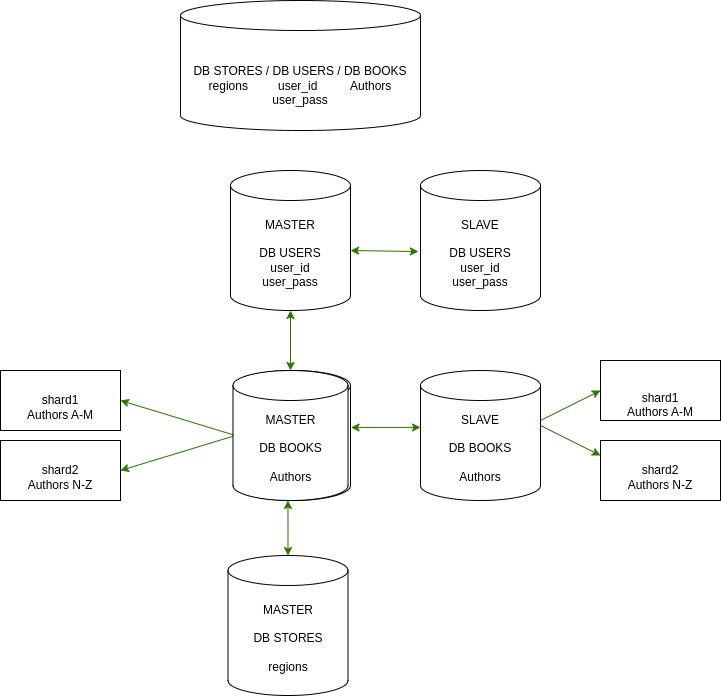 DB STORES / DB USERS / DB BOOKS
regions user_id Authors
user_pass
MASTER
DB USERS
user_id
user_pass
SLAVE
DB USERS
user_id
user_pass
shard1
Authors A-M
shard2
Authors N-Z
MASTER
DB BOOKS
Authors
SLAVE
DB BOOKS
Authors
shard1
Authors A-M
shard2
Authors N-Z
MASTER
DB STORES
regions